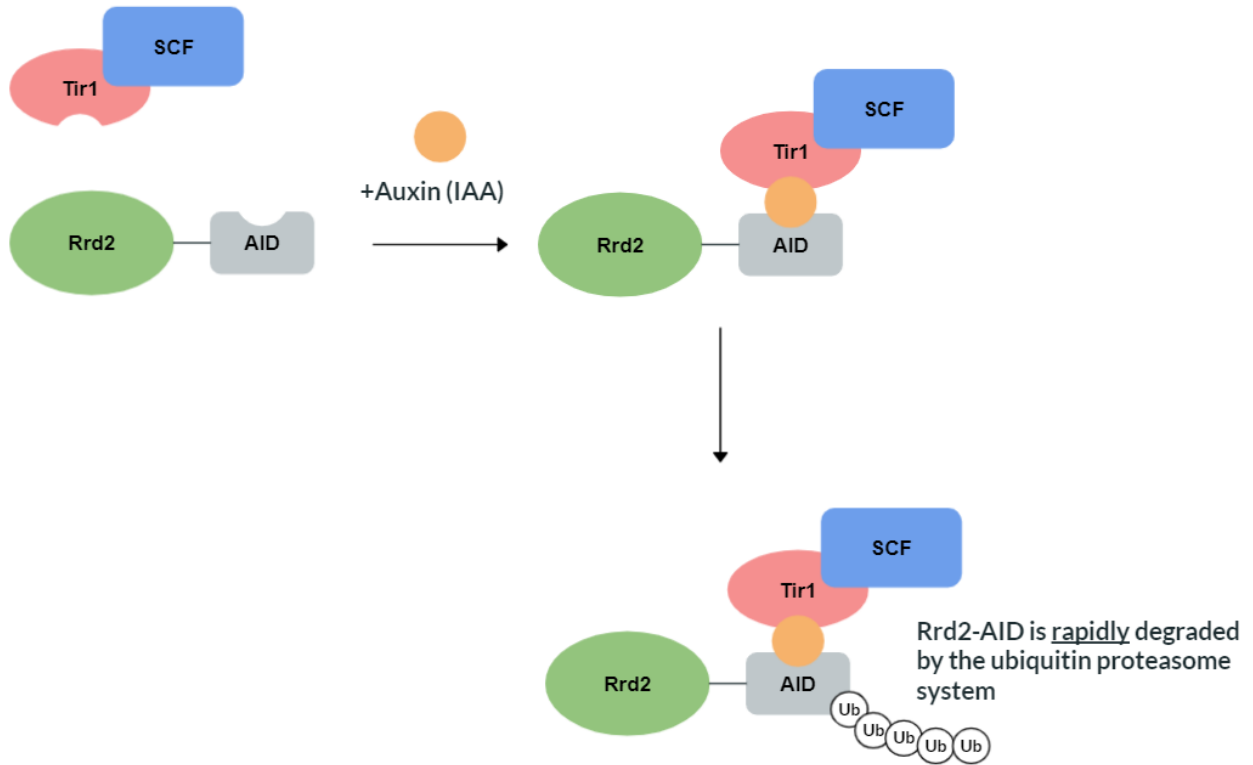 SCF
Tir1
SCF
Tir1
+Auxin (IAA)
Rrd2
AID
Rrd2
AID
SCF
Tir1
Rrd2-AID is rapidly degraded
by the ubiquitin proteasome
system
Rrd2
AID
Ub
Ub
Ub
Ub
Ub